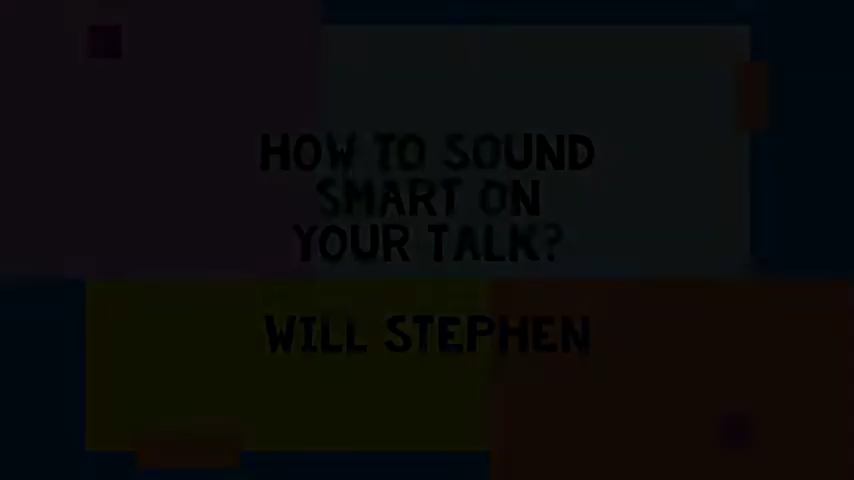 HOW TO SOUND
SMART ON
YOUR TALK?
WILL STEPHEN